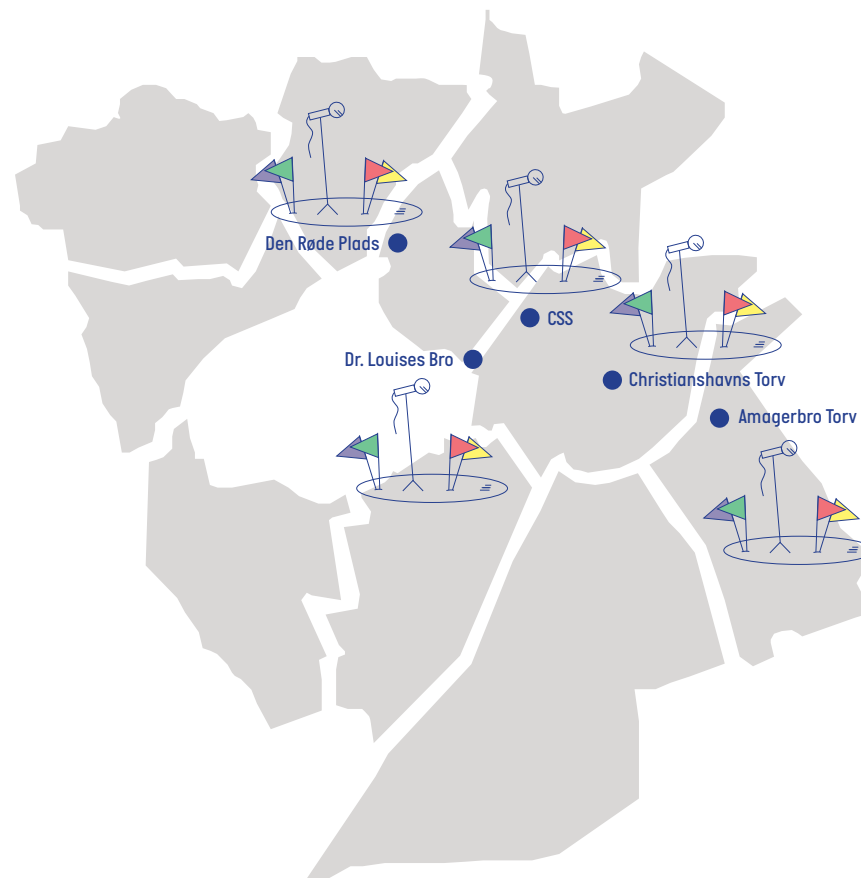 Den Røde Plads
CSS
Dr. Louises Bro
Christianshavns Torv
Amagerbro Torv